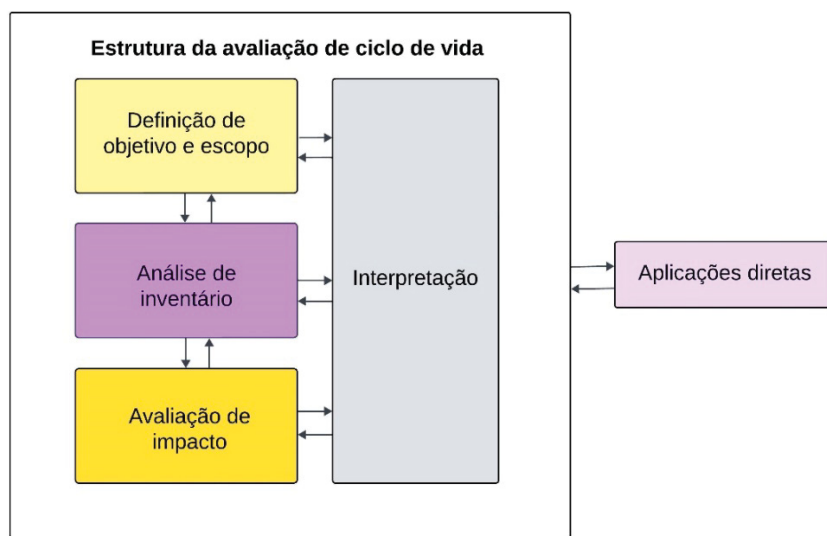 Estrutura da avaliação de ciclo de vida
Definição de
objetivo e escopo
Análise de
inventário
Avaliação de
impacto
Interpretação
Aplicações diretas